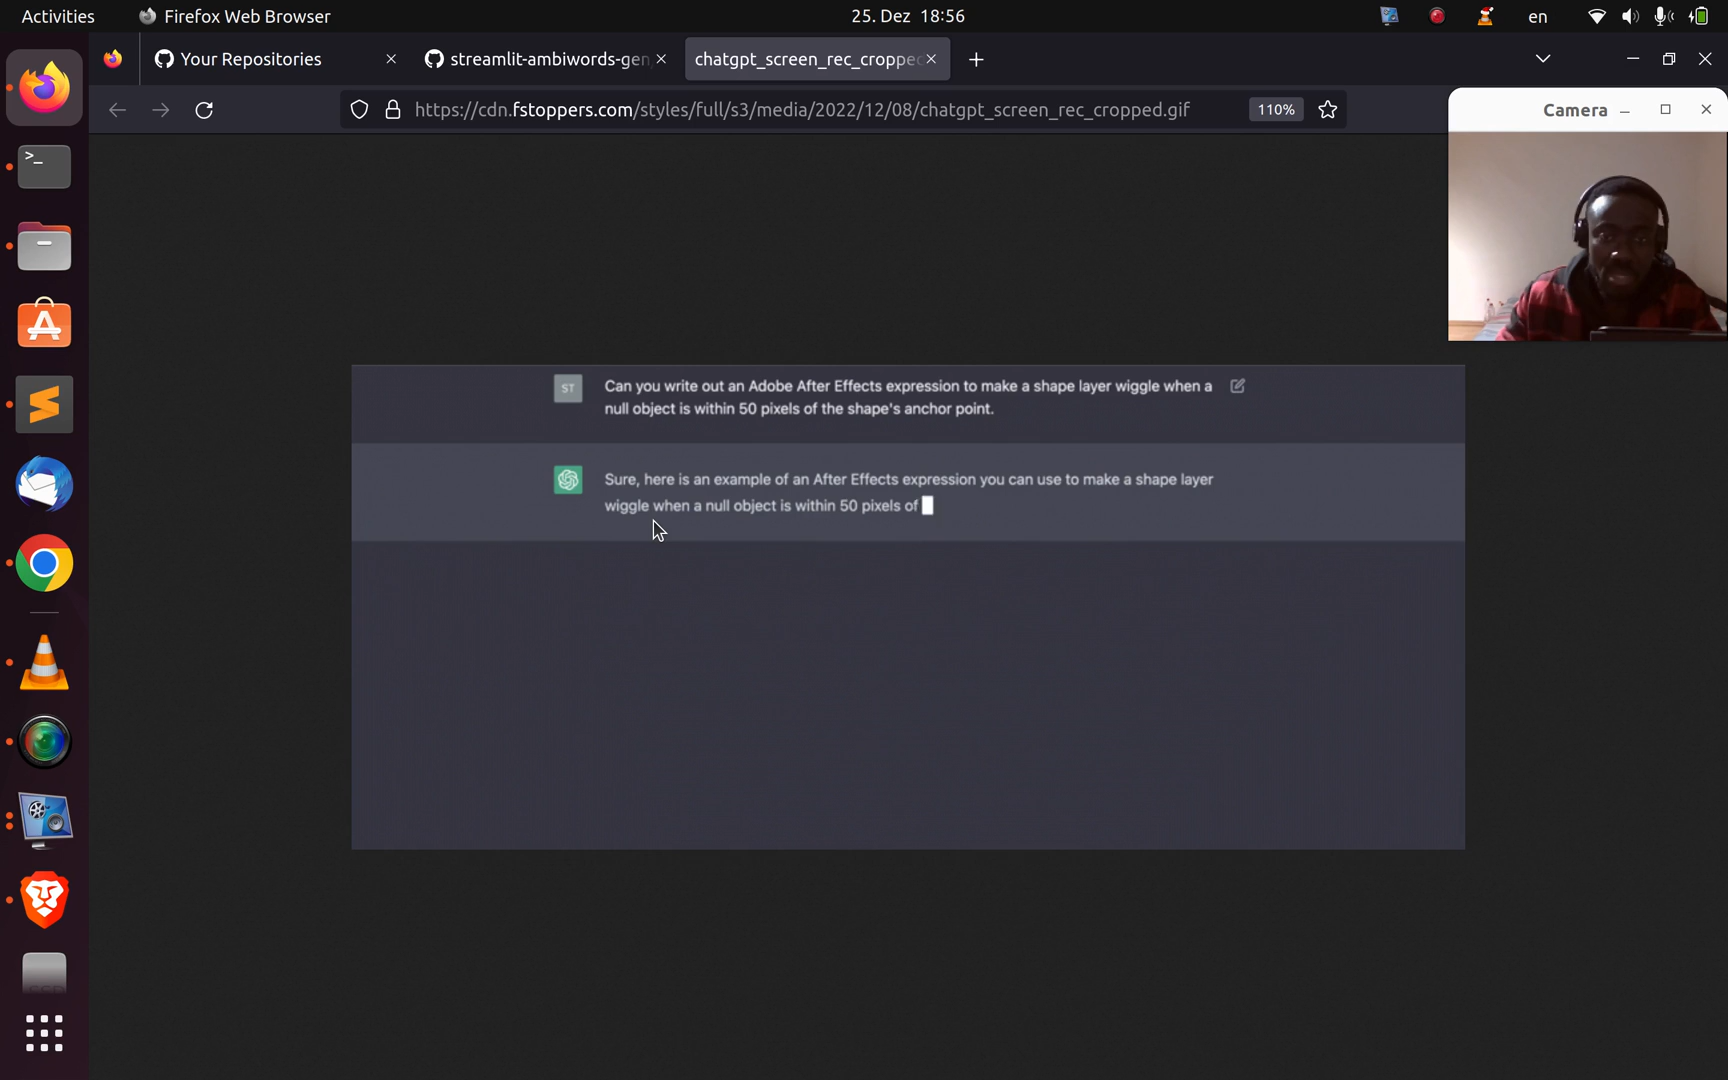 Activities Firefox Web Browser 25. Dez 18:56 en
Your Repositories streamlit-ambiwords-gen chatgpt_screen_rec_croppe
https://cdn.fstoppers.com/styles/full/s3/media/2022/12/08/chatgpt_screen_rec_cropped.gif 110%
Camera
ST Can you write out an Adobe After Effects expression to make a shape layer wiggle when a
null object is within 50 pixels of the shape's anchor point.
Sure, here is an example of an After Effects expression you can use to make a shape layer
wiggle when a null object is within 50 pixels of